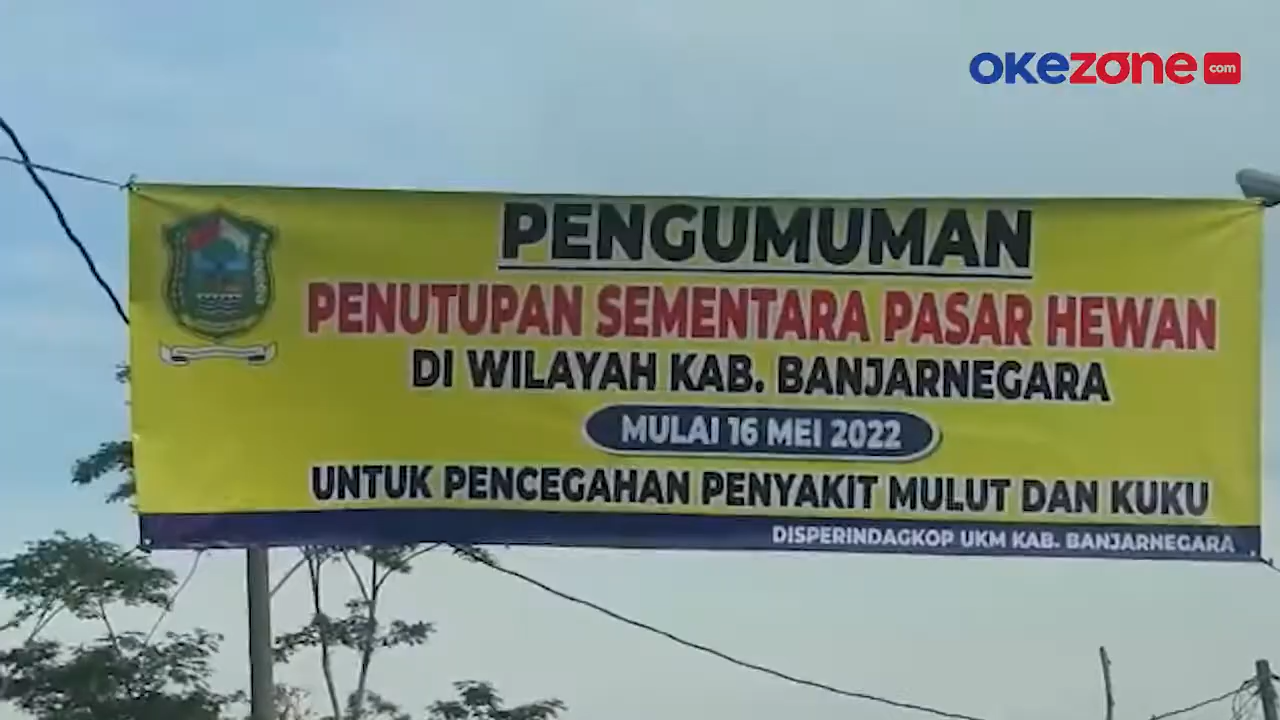 OKEZONE.com
PENGUMUMAN
PENUTUPAN SEMENTARA PASAR HEWAN
DI WILAYAH KAB. BANJARNEGARA
MULAI 16 MEI 2022
UNTUK PENCEGAHAN PENYAKIT MULUT DAN KUKU
DISPERINDAGKOP UKM KAB. BANJARNEGARA